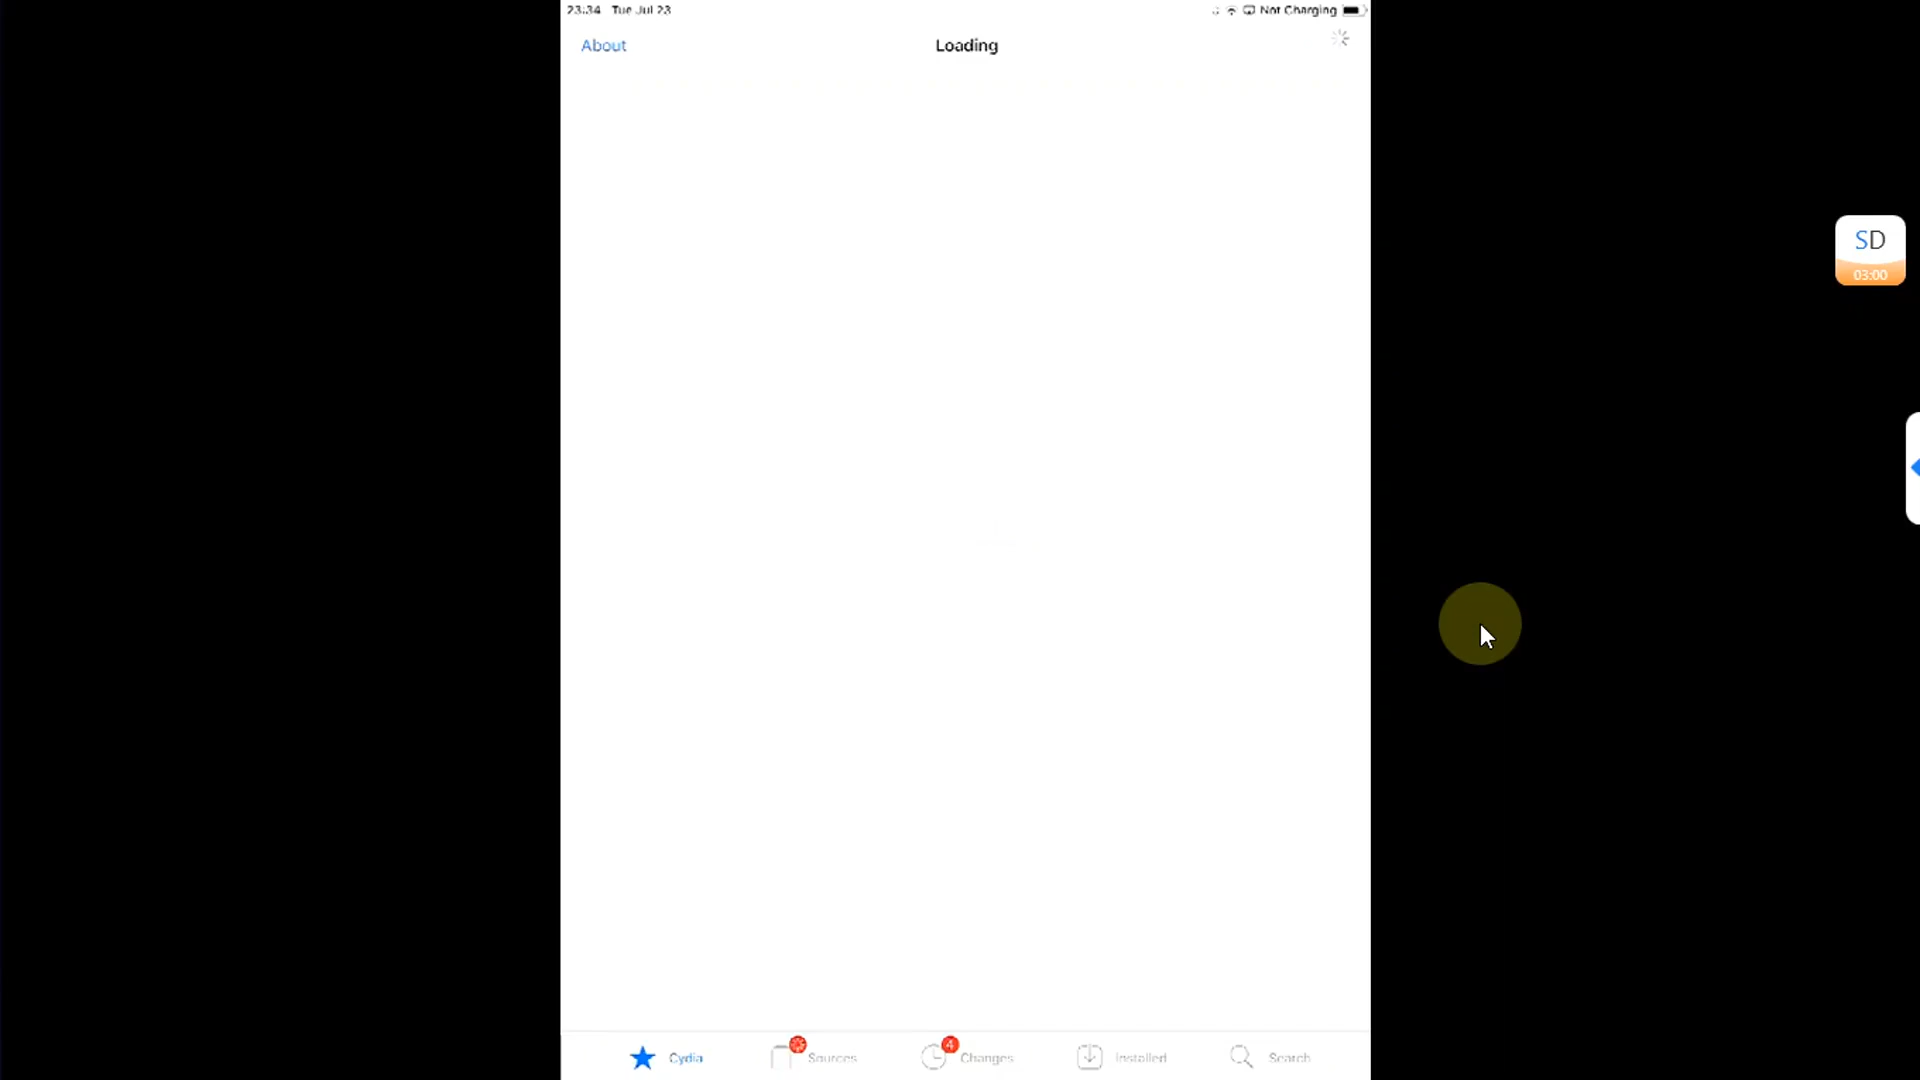 23:34 Tue Jul 23
Not Charging
About
Loading
SD
03:00
Cydia
Sources
4
Changes
Installed
Search